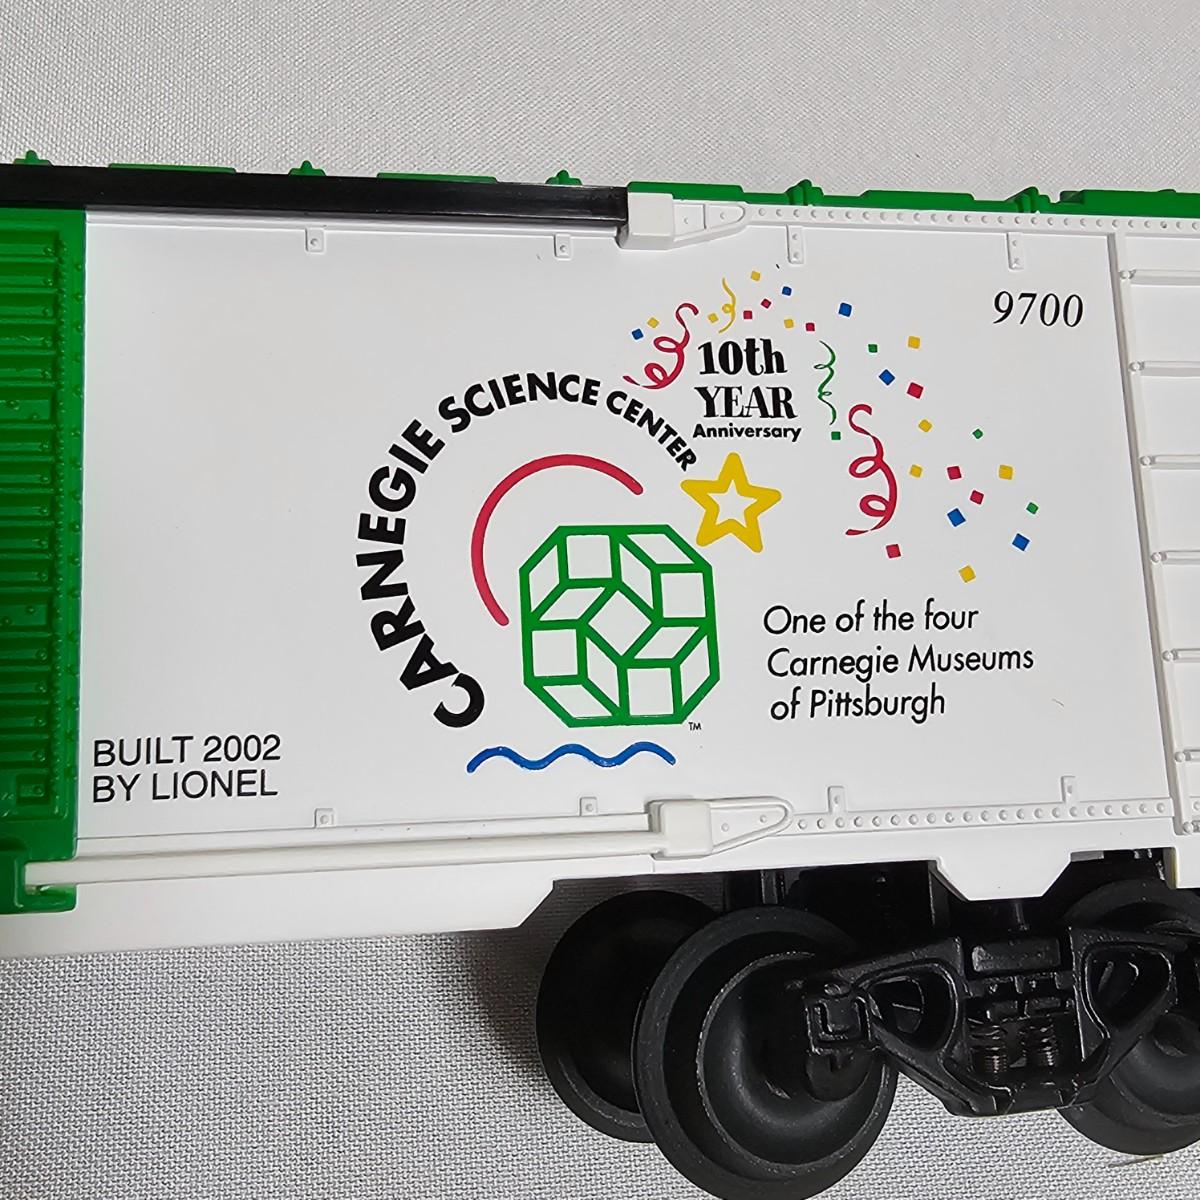 9700
10th
YEAR
Anniversary
CARNEGIE SCIENCE CENTER
One of the four
Carnegie Museums
of Pittsburgh
TM
BUILT 2002
BY LIONEL